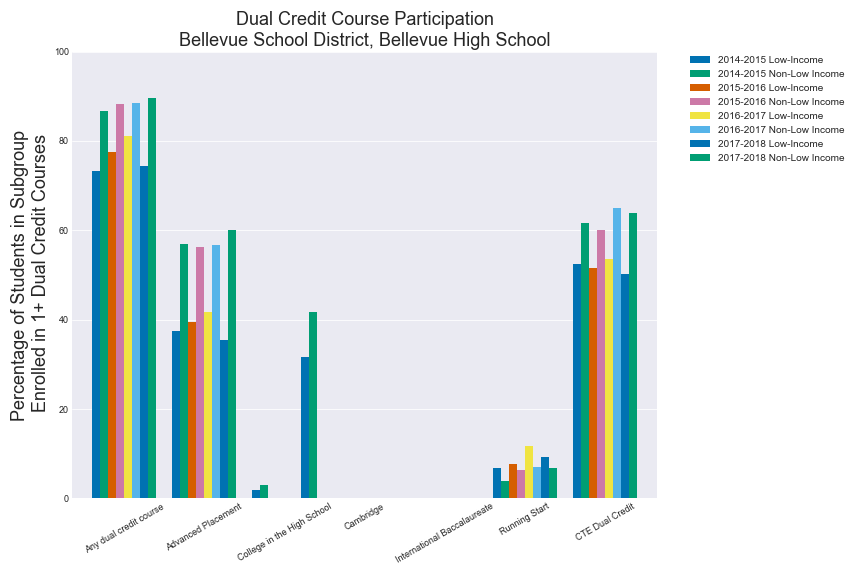 Dual Credit Course Participation
Bellevue School District, Bellevue High School
Percentage of Students in Subgroup
Enrolled in 1+ Dual Credit Courses
100
80
60
40
20
0
Any dual credit course
Advanced Placement
College in the High School
Cambridge
International Baccalaureate
Running Start
CTE Dual Credit
2014-2015 Low-Income
2014-2015 Non-Low Income
2015-2016 Low-Income
2015-2016 Non-Low Income
2016-2017 Low-Income
2016-2017 Non-Low Income
2017-2018 Low-Income
2017-2018 Non-Low Income